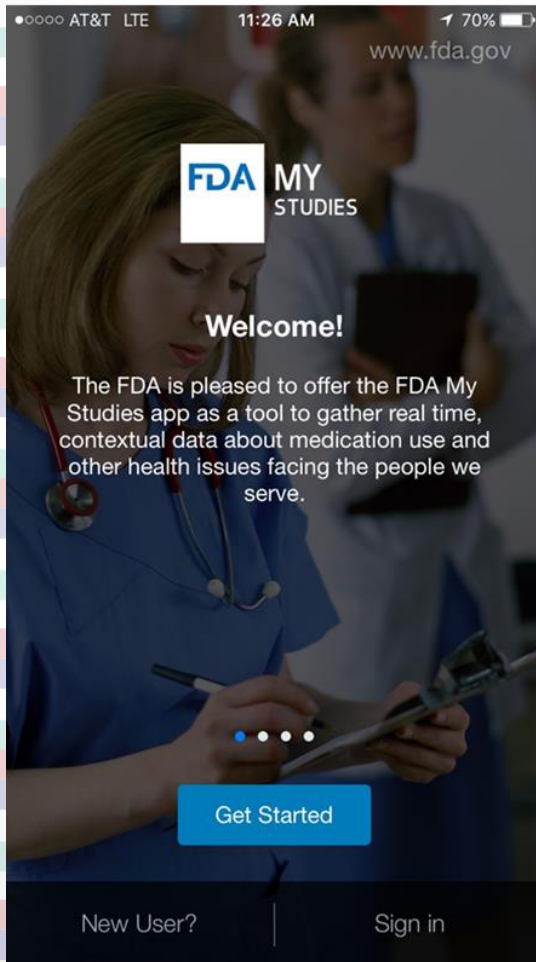 AT&T LTE 11:26 AM 70%
www.fda.gov
FDA MY
STUDIES
Welcome!
The FDA is pleased to offer the FDA My
Studies app as a tool to gather real time,
contextual data about medication use and
other health issues facing the people we
serve.
Get Started
New User? Sign in